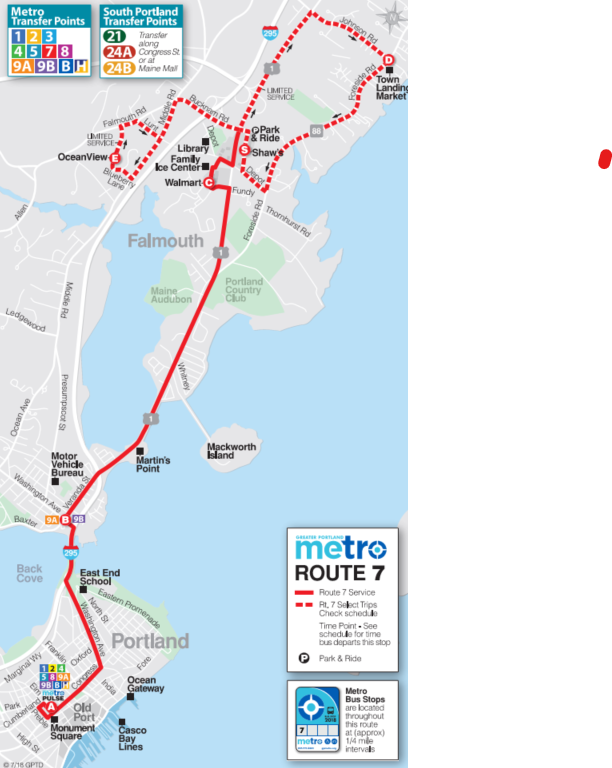 Metro
Transfer Points
1 2 3
4 5 7 8
9A 9B B H
South Portland
Transfer Points
21
24A
24B
Transfer
along
Congress St.
or at
Maine Mall
295
Johnson Rd
1
D
Town
Landing
Market
LIMITED
SERVICE
Foreside Rd
88
Bucknam Rd
Middle Rd
Falmouth Rd
Lunt
LIMITED
SERVICE
OceanView
E
Blueberry
Lane
Depot
P Park
& Ride
Library
S Shaw's
Family
Ice Center
Depot
Walmart
C
Fundy
Foreside Rd
Thornhurst Rd
Allen
Falmouth
1
Maine
Audubon
Portland
Country
Club
Middle Rd
Ledgewood
Whitney
Presumpscot St
Ocean Ave
1
Mackworth
Island
Martin's
Point
Motor
Vehicle
Bureau
Washington Ave
Veranda St
Baxter
9A B 9B
295
Back
Cove
East End
School
Eastern Promenade
North St
Washington Ave
Portland
Marginal Wy
Franklin
Oxford
Fore
1 2 4
5 8 9A
9B B H
metro
PULSE
Congress
India
Ocean
Gateway
Elm
Cumberland
Park
Preble
A
Old
Port
Monument
Square
Casco
Bay
Lines
High St
© 7/18 GPTD
GREATER PORTLAND
metro
ROUTE 7
Route 7 Service
Rt. 7 Select Trips
Check schedule
Time Point • See
schedule for time
bus departs this stop
P Park & Ride
Metro
Bus Stops
are located
throughout
this route
at (approx)
1/4 mile
intervals
7
metro